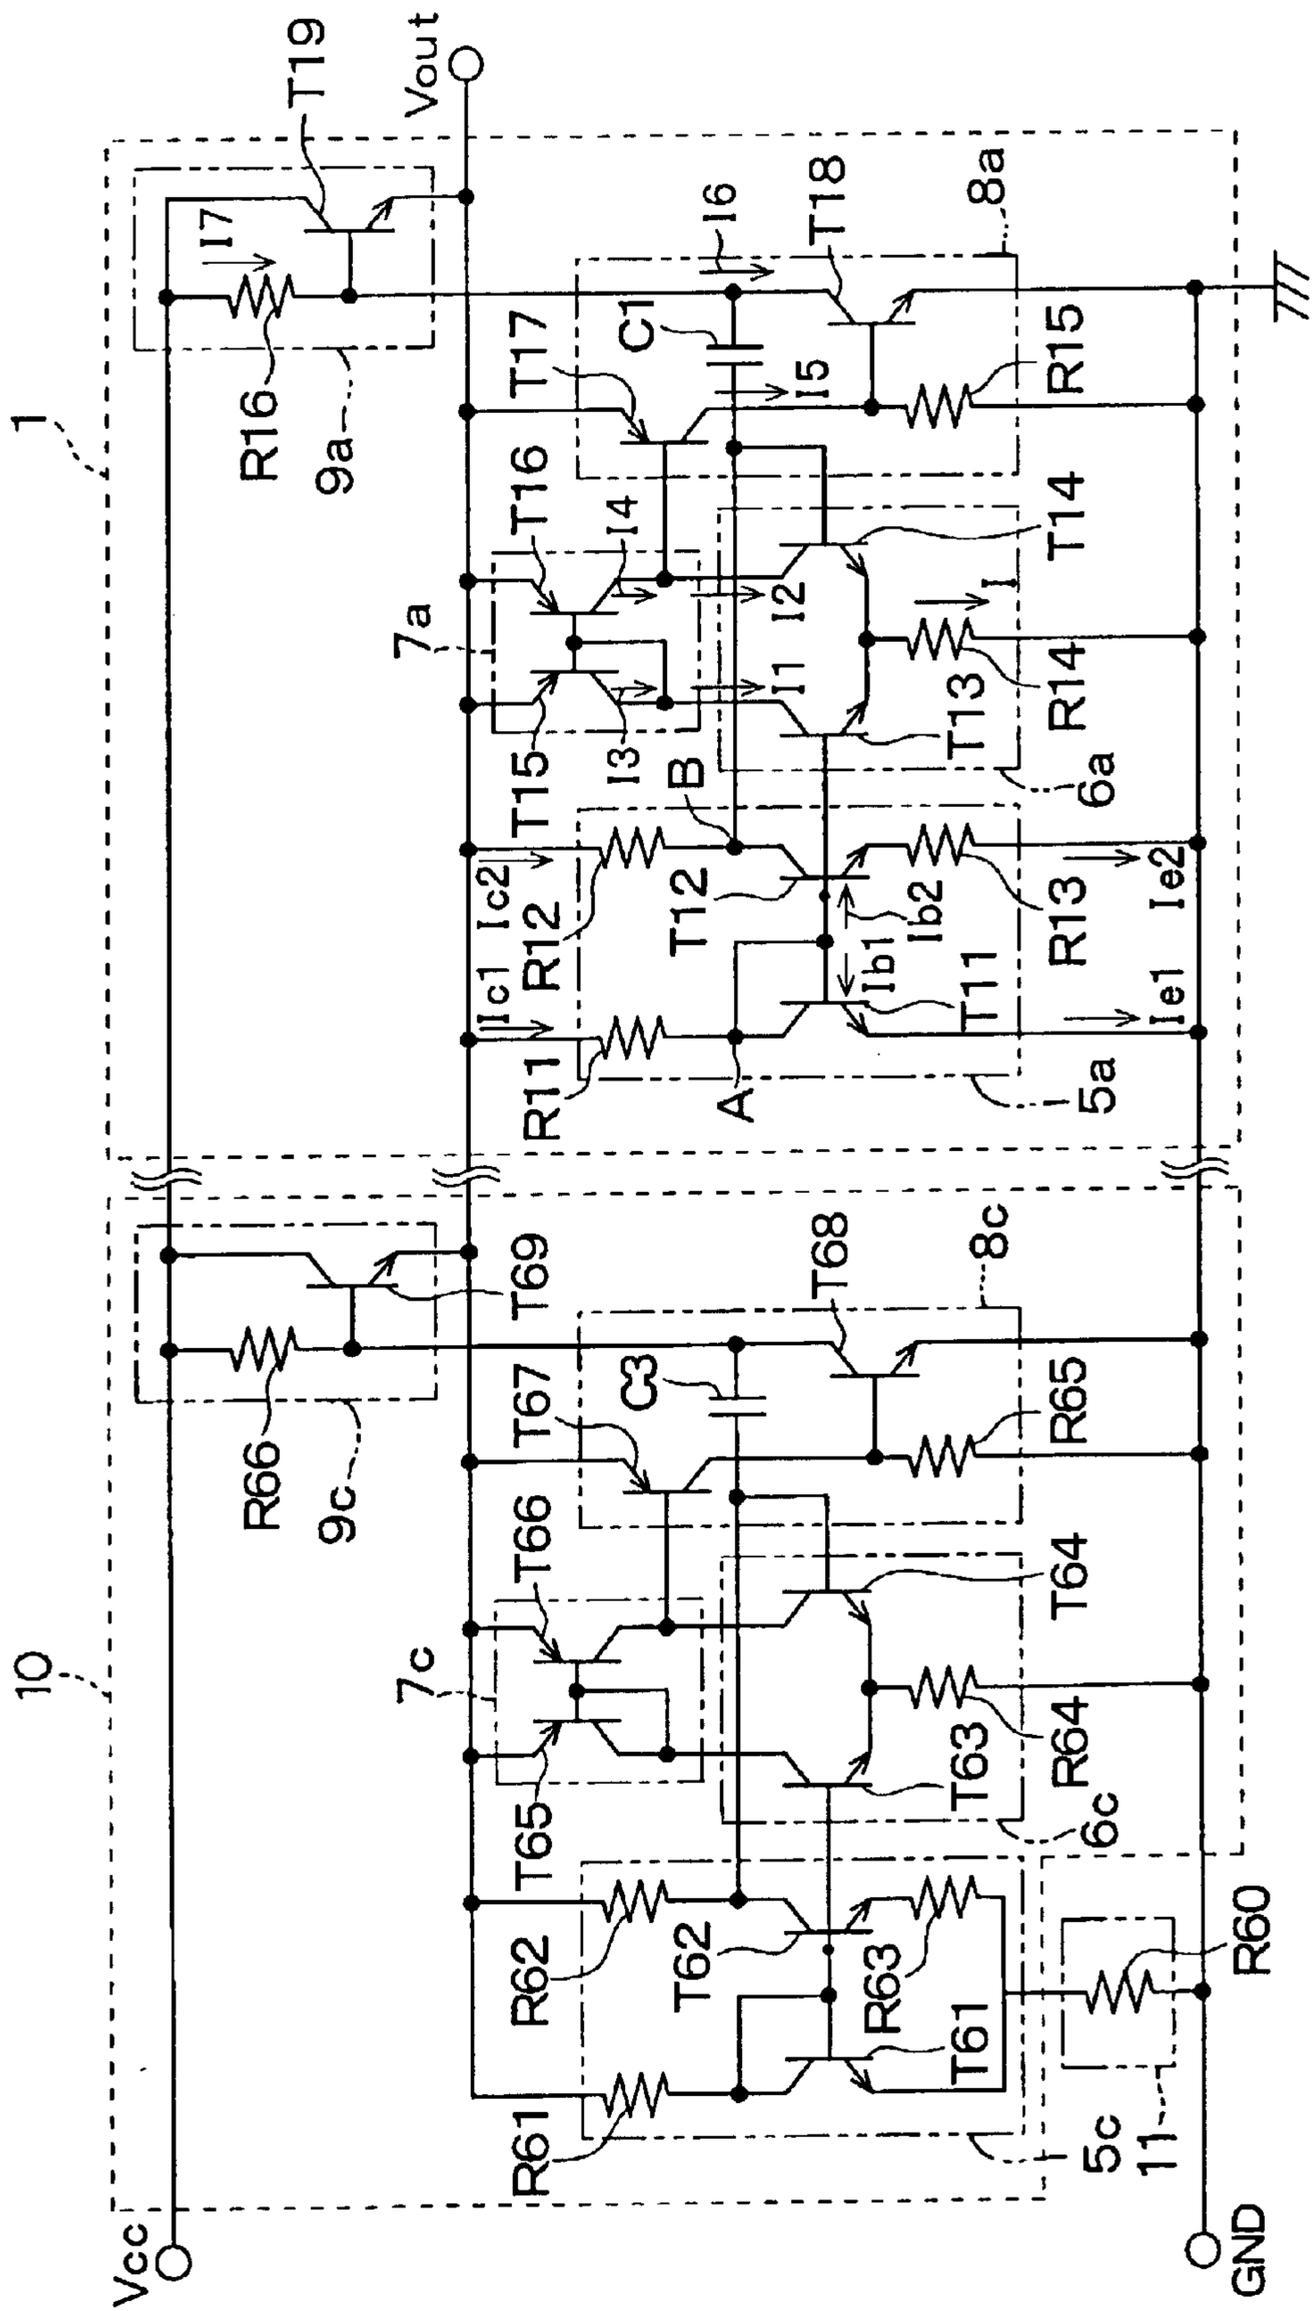 1
10
Vcc
GND
Vout
T19
I7
R16
9a
T69
R66
9c
T17
C1
I6
T18
8a
I5
R15
T16
I4
7a
T15
I3
I2
I1
T14
I
R14
T13
6a
B
Ic2
R12
T12
Ib2
R13
Ie2
Ic1
R11
A
Ib1
T11
Ie1
5a
T67
C3
T68
8c
R65
T66
7c
T65
T64
R64
T63
6c
R62
T62
R63
R61
T61
5c
11
R60